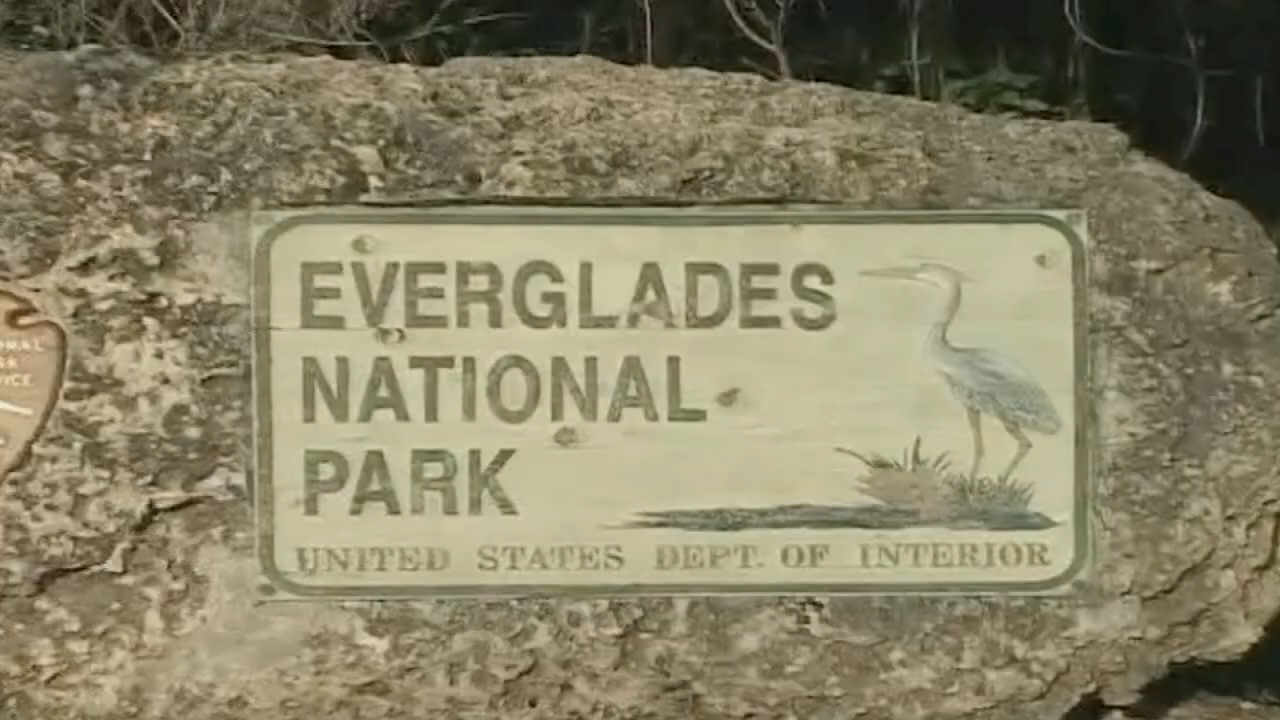 EVERGLADES
NATIONAL
PARK
UNITED STATES DEPT. OF INTERIOR